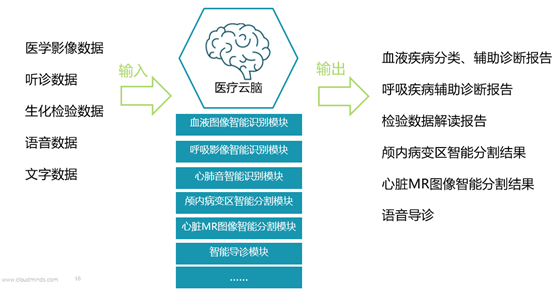 医学影像数据
听诊数据
生化检验数据
语音数据
文字数据
输入
医疗云脑
血液图像智能识别模块
呼吸影像智能识别模块
心肺音智能识别模块
颅内病变区智能分割模块
心脏MR图像智能分割模块
智能导诊模块
......
输出
血液疾病分类、辅助诊断报告
呼吸疾病辅助诊断报告
检验数据解读报告
颅内病变区智能分割结果
心脏MR图像智能分割结果
语音导诊
www.cloudminds.com
16